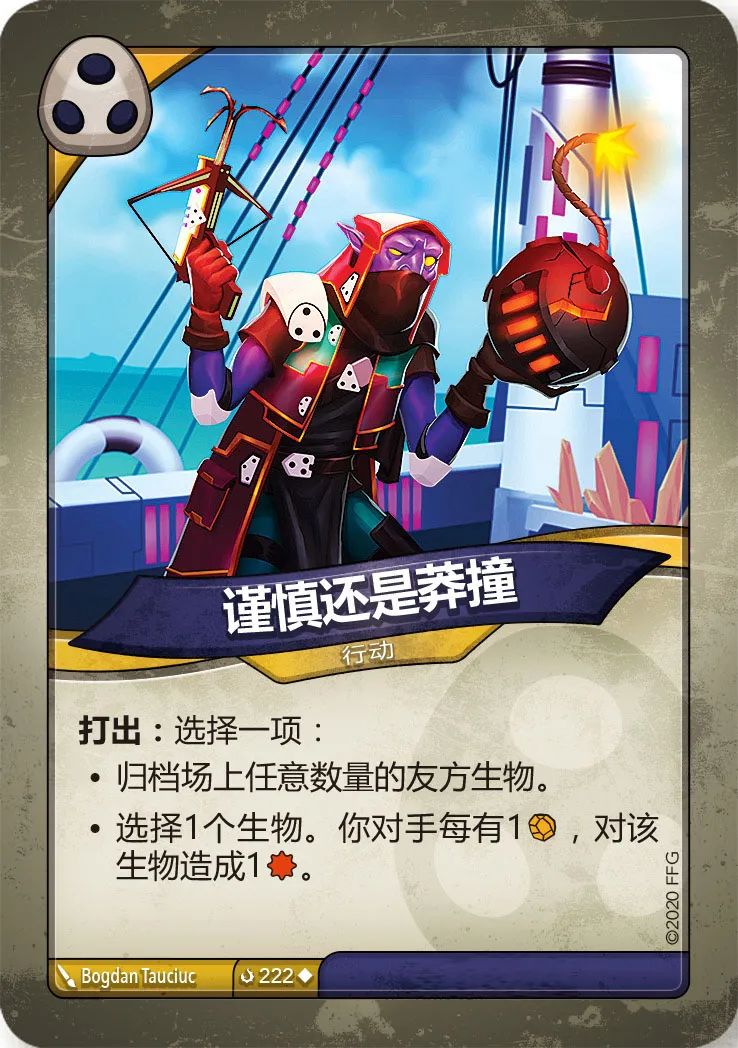 谨慎还是莽撞
行动
打出：选择一项：
• 归档场上任意数量的友方生物。
• 选择1个生物。你对手每有1，对该
生物造成1。
©2020 FFG
Bogdan Tauciuc
222